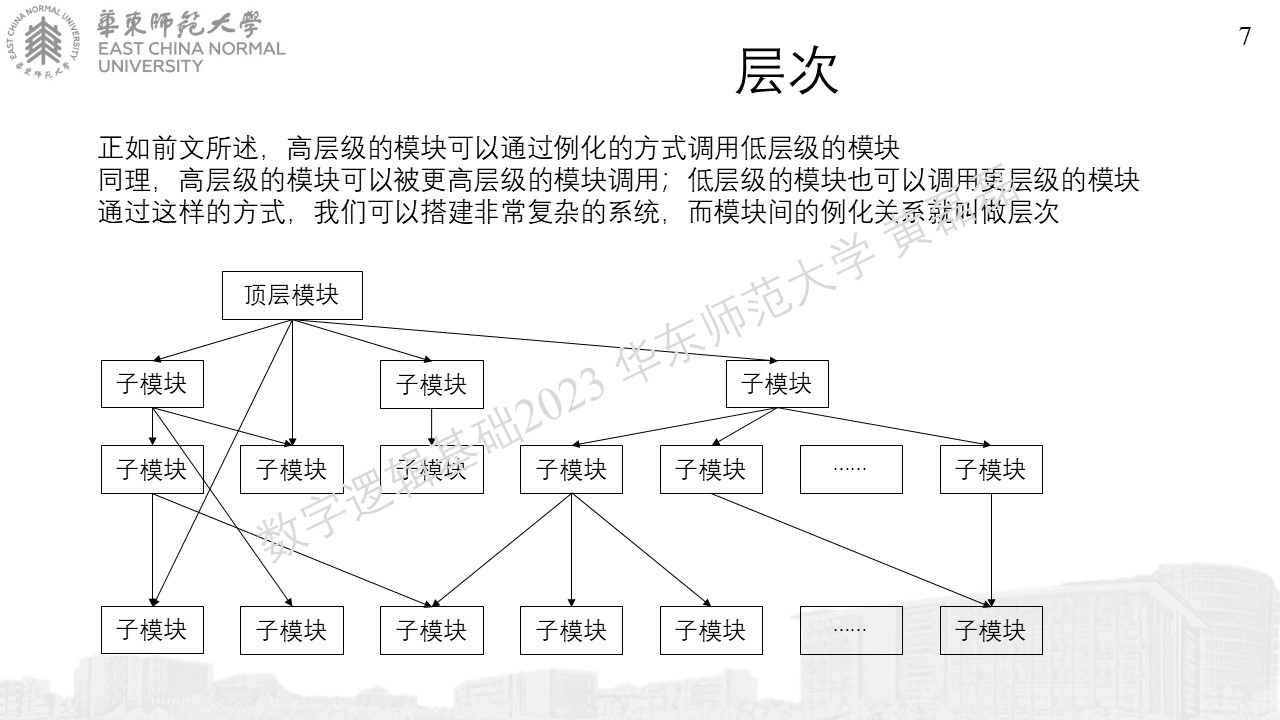 華東師范大學
EAST CHINA NORMAL
UNIVERSITY
7
层次
正如前文所述，高层级的模块可以通过例化的方式调用低层级的模块
同理，高层级的模块可以被更高层级的模块调用；低层级的模块也可以调用更层级的模块
通过这样的方式，我们可以搭建非常复杂的系统，而模块间的例化关系就叫做层次
数字逻辑基础2023 华东师范大学 黄磊磊
顶层模块
子模块 子模块 子模块
子模块 子模块 子模块 子模块 子模块 …… 子模块
子模块 子模块 子模块 子模块 子模块 …… 子模块